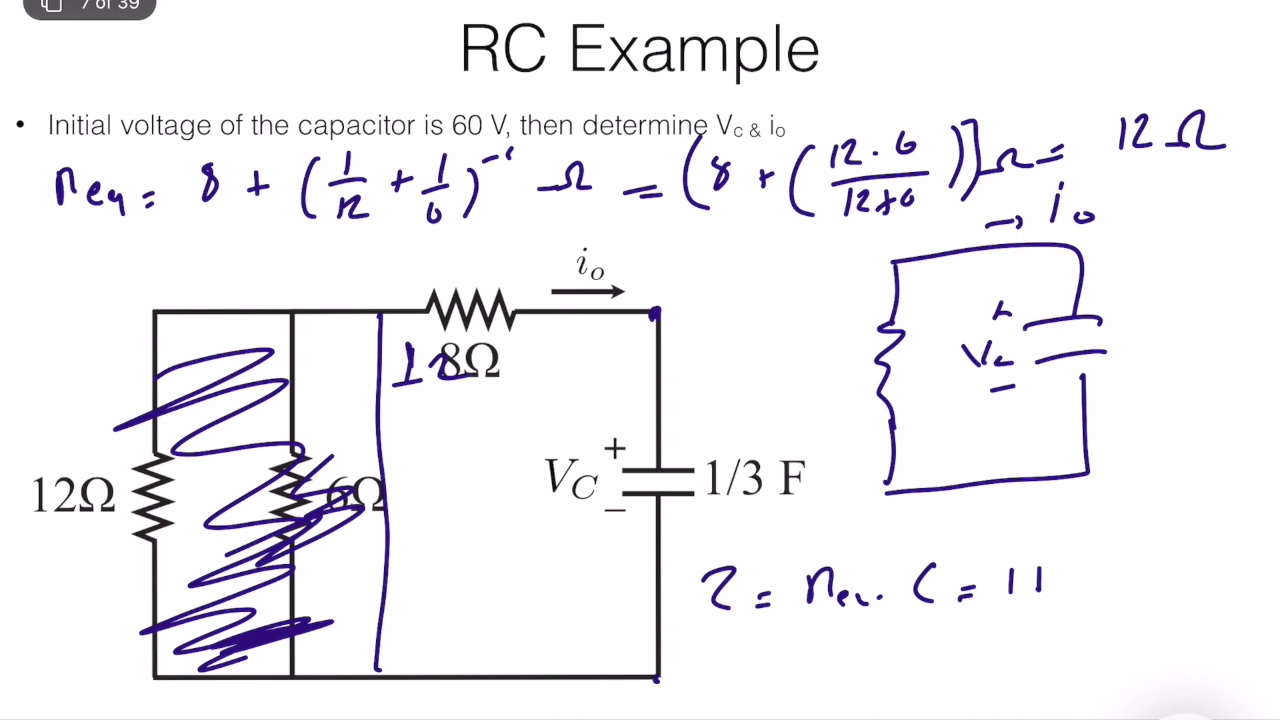 7 of 39
RC Example
• Initial voltage of the capacitor is 60 V, then determine Vc & io
Req = 8 + (1/12 + 1/6)^-1 Ω = (8 + (12 · 6 / 12+6)) Ω = 12 Ω
→ io
io
8Ω
12Ω
6Ω
+
VC
−
1/3 F
+
Vc
−
τ = Req · C = 11